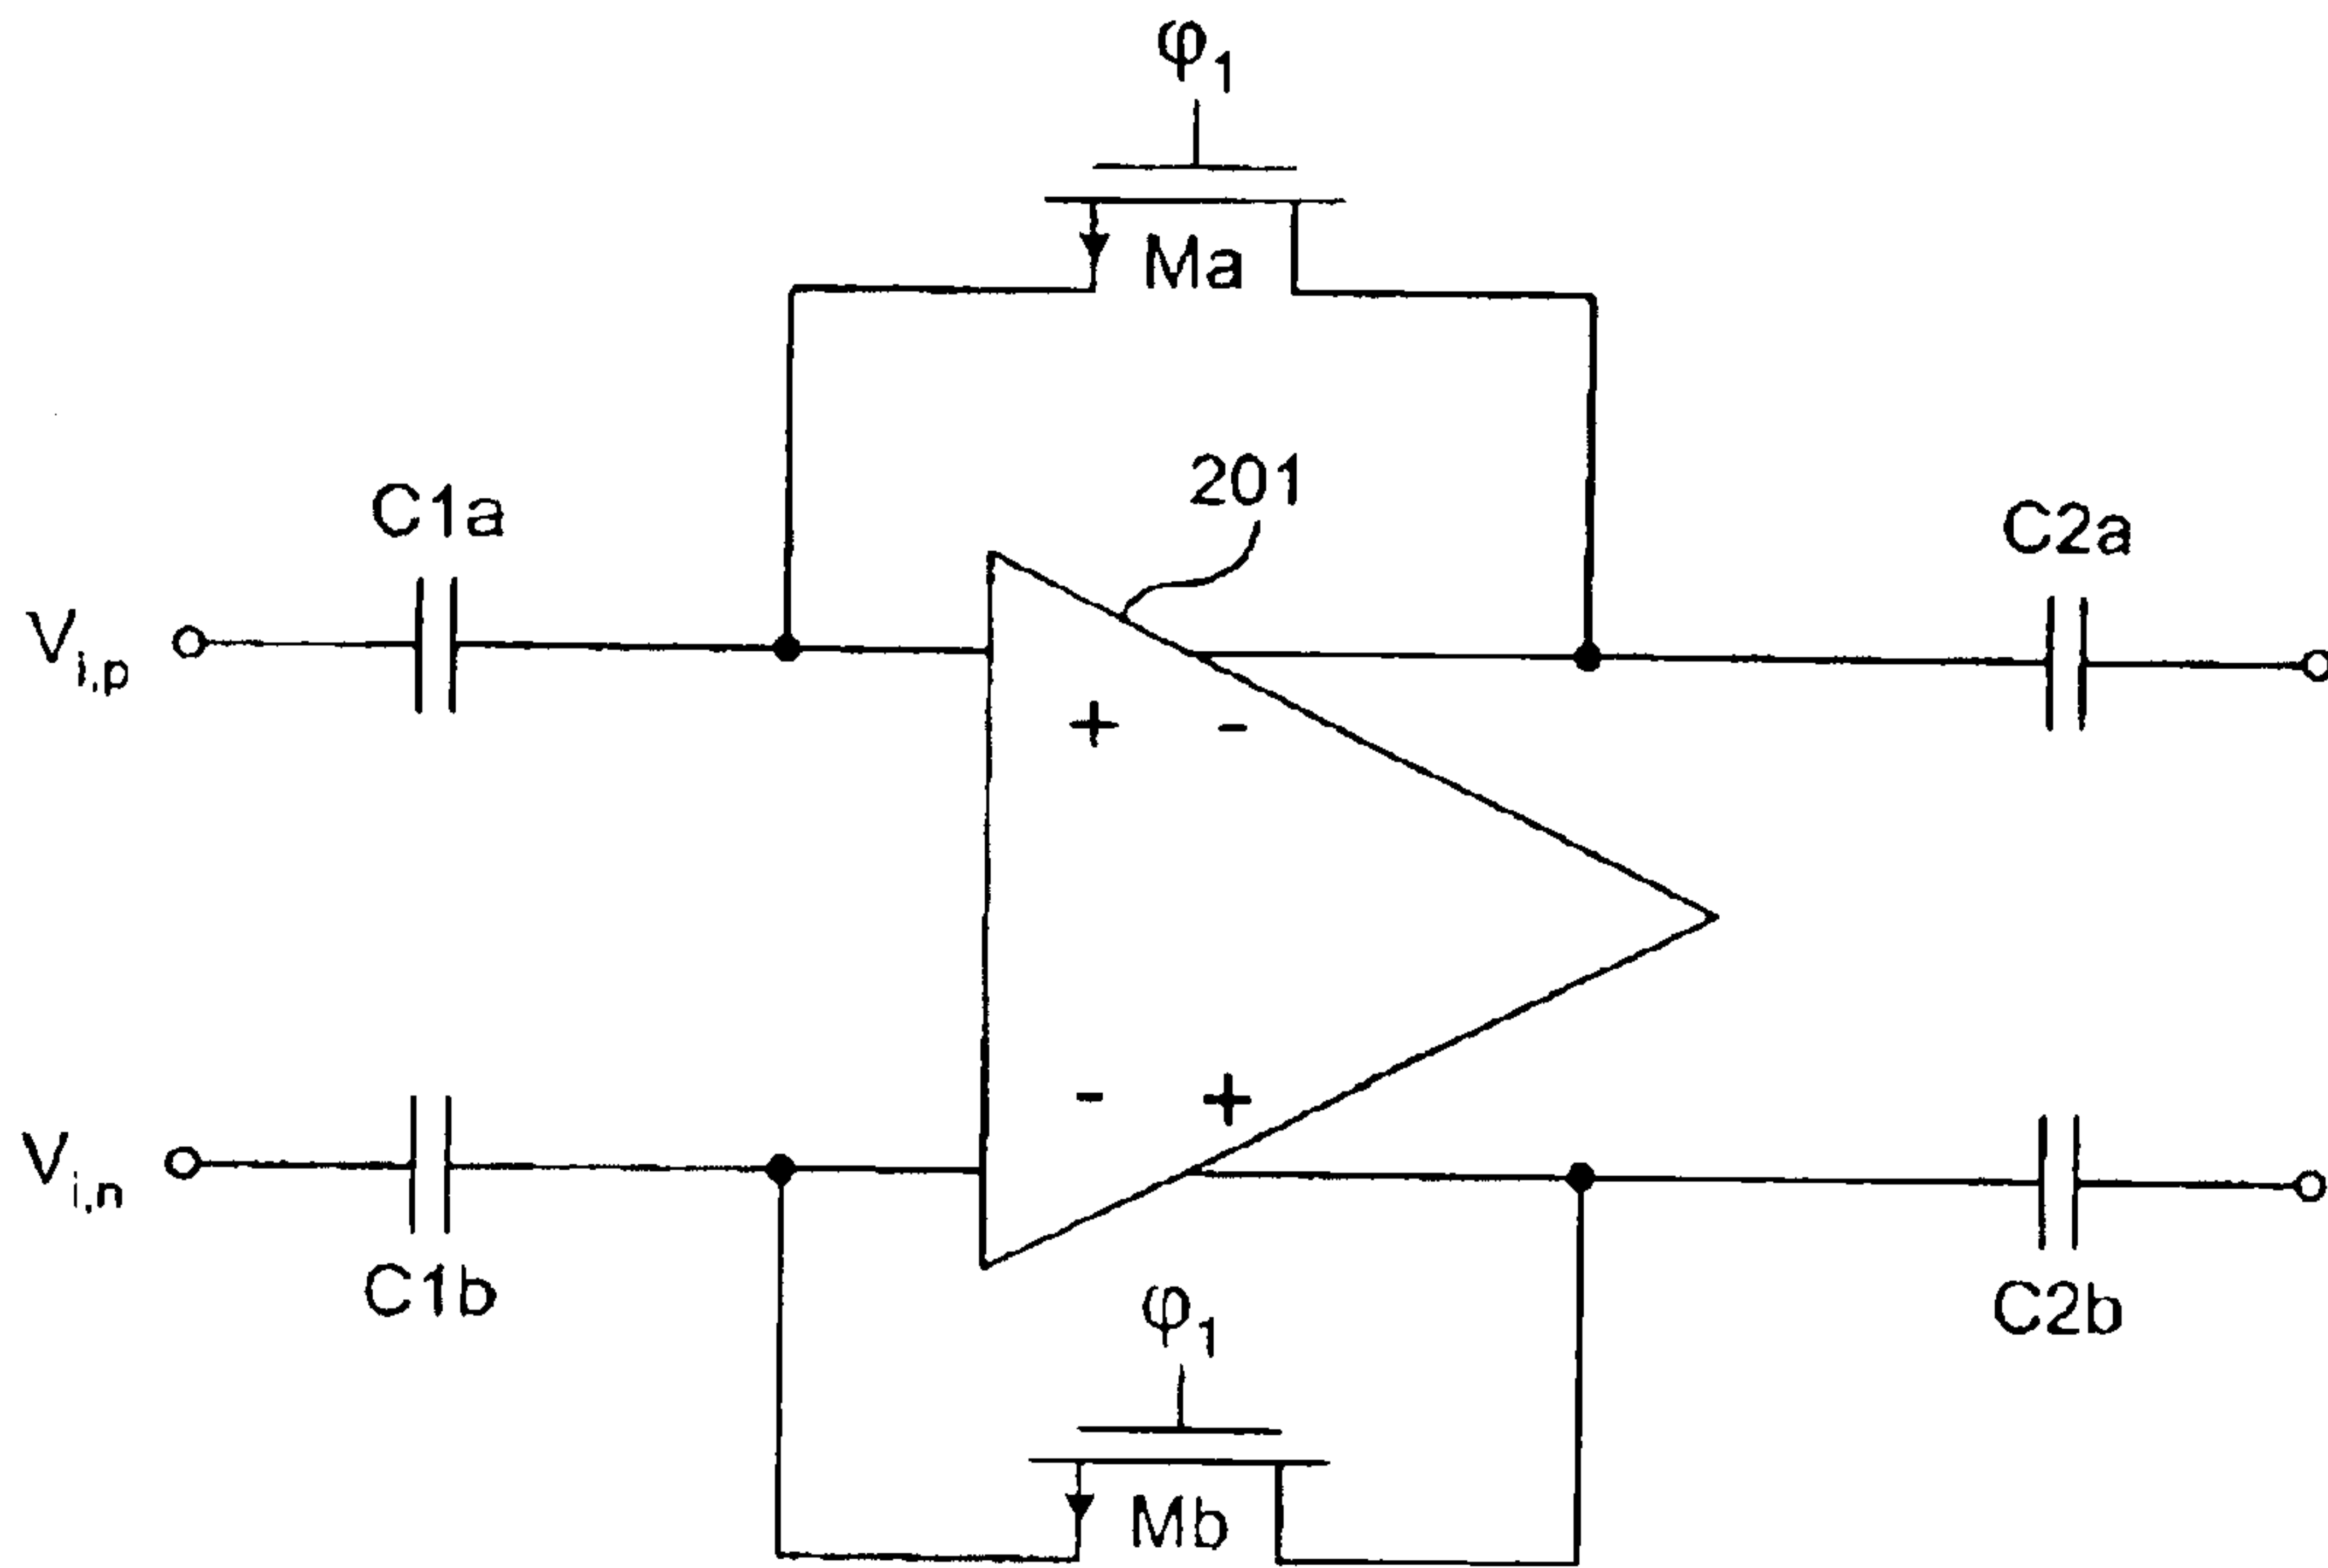 φ1
Ma
201
C1a
C2a
Vi,p
+ -
- +
Vi,n
C1b
C2b
φ1
Mb